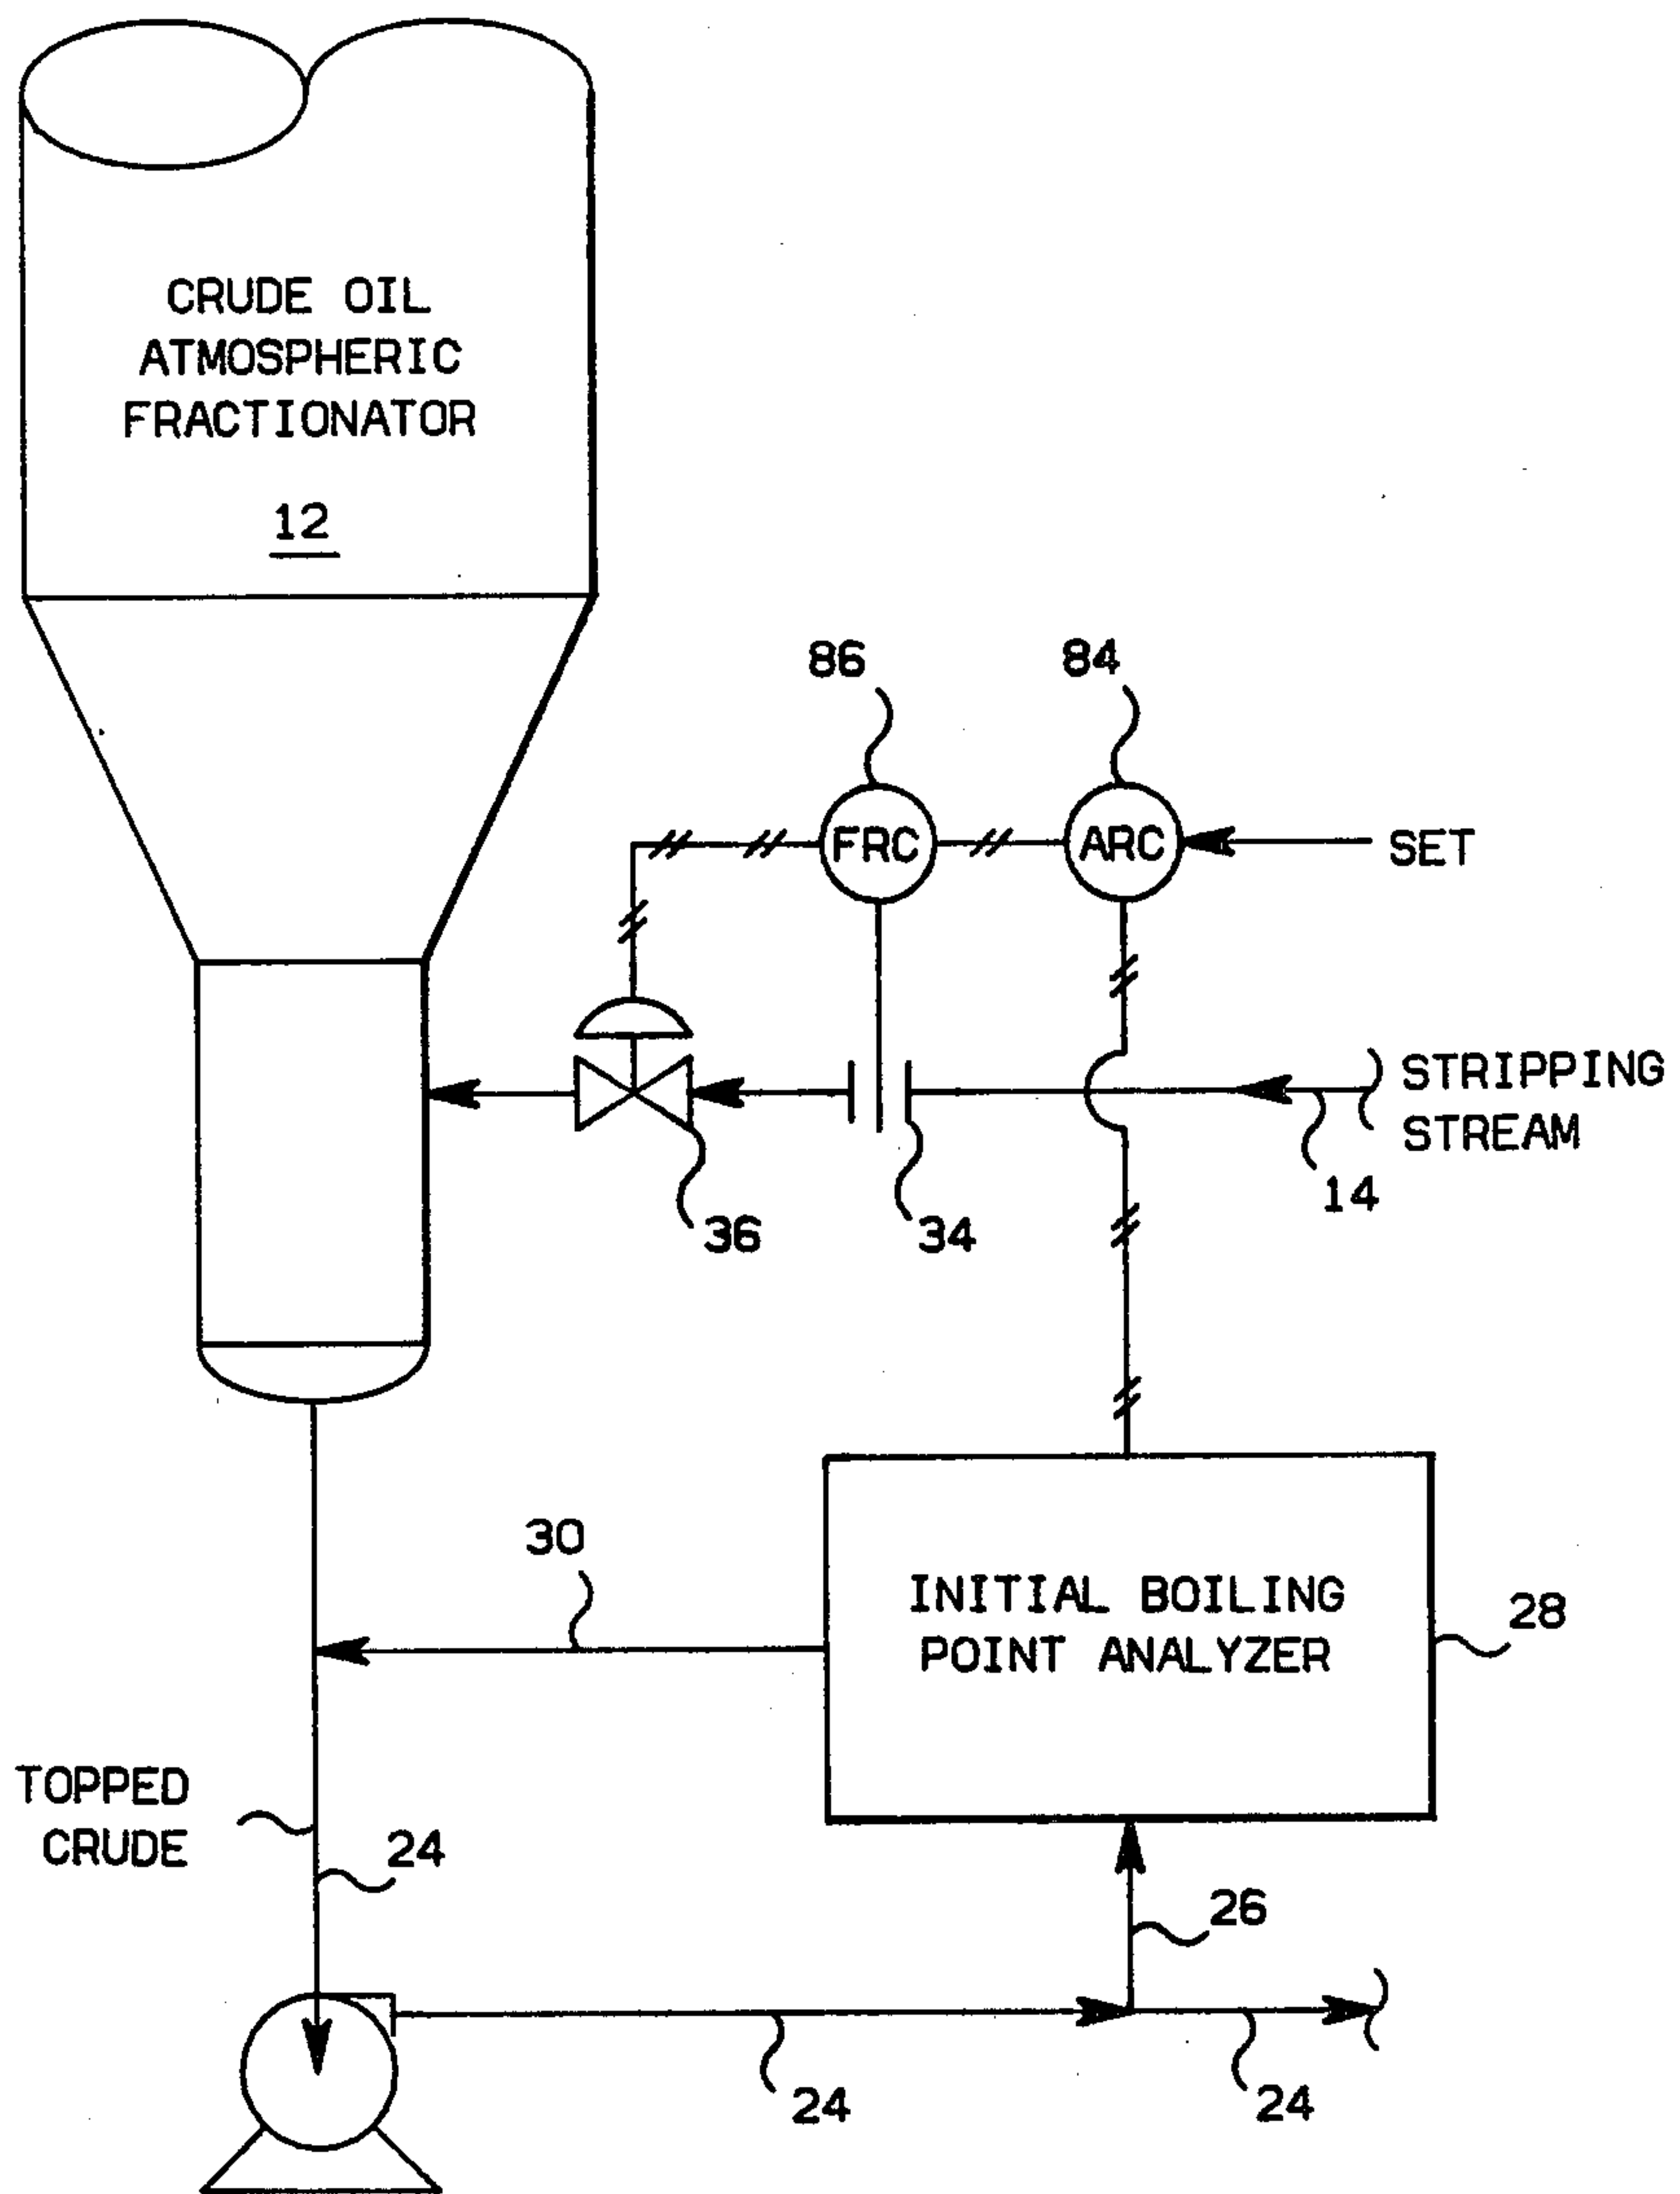 CRUDE OIL
ATMOSPHERIC
FRACTIONATOR
12
86
84
FRC
ARC
SET
STRIPPING
STREAM
14
36
34
30
INITIAL BOILING
POINT ANALYZER
28
TOPPED
CRUDE
24
26
24
24